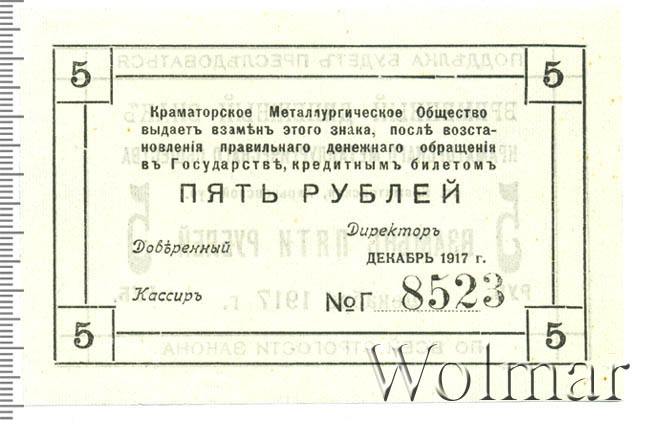 5 5
Краматорское Металлургическое Общество
выдаетъ взамѣнъ этого знака, послѣ возста-
новленія правильнаго денежнаго обращенія
въ Государствѣ, кредитнымъ билетомъ
ПЯТЬ РУБЛЕЙ
Директоръ
Довѣренный
ДЕКАБРЬ 1917 г.
Кассиръ
№Г 8523
5 5
Wolmar